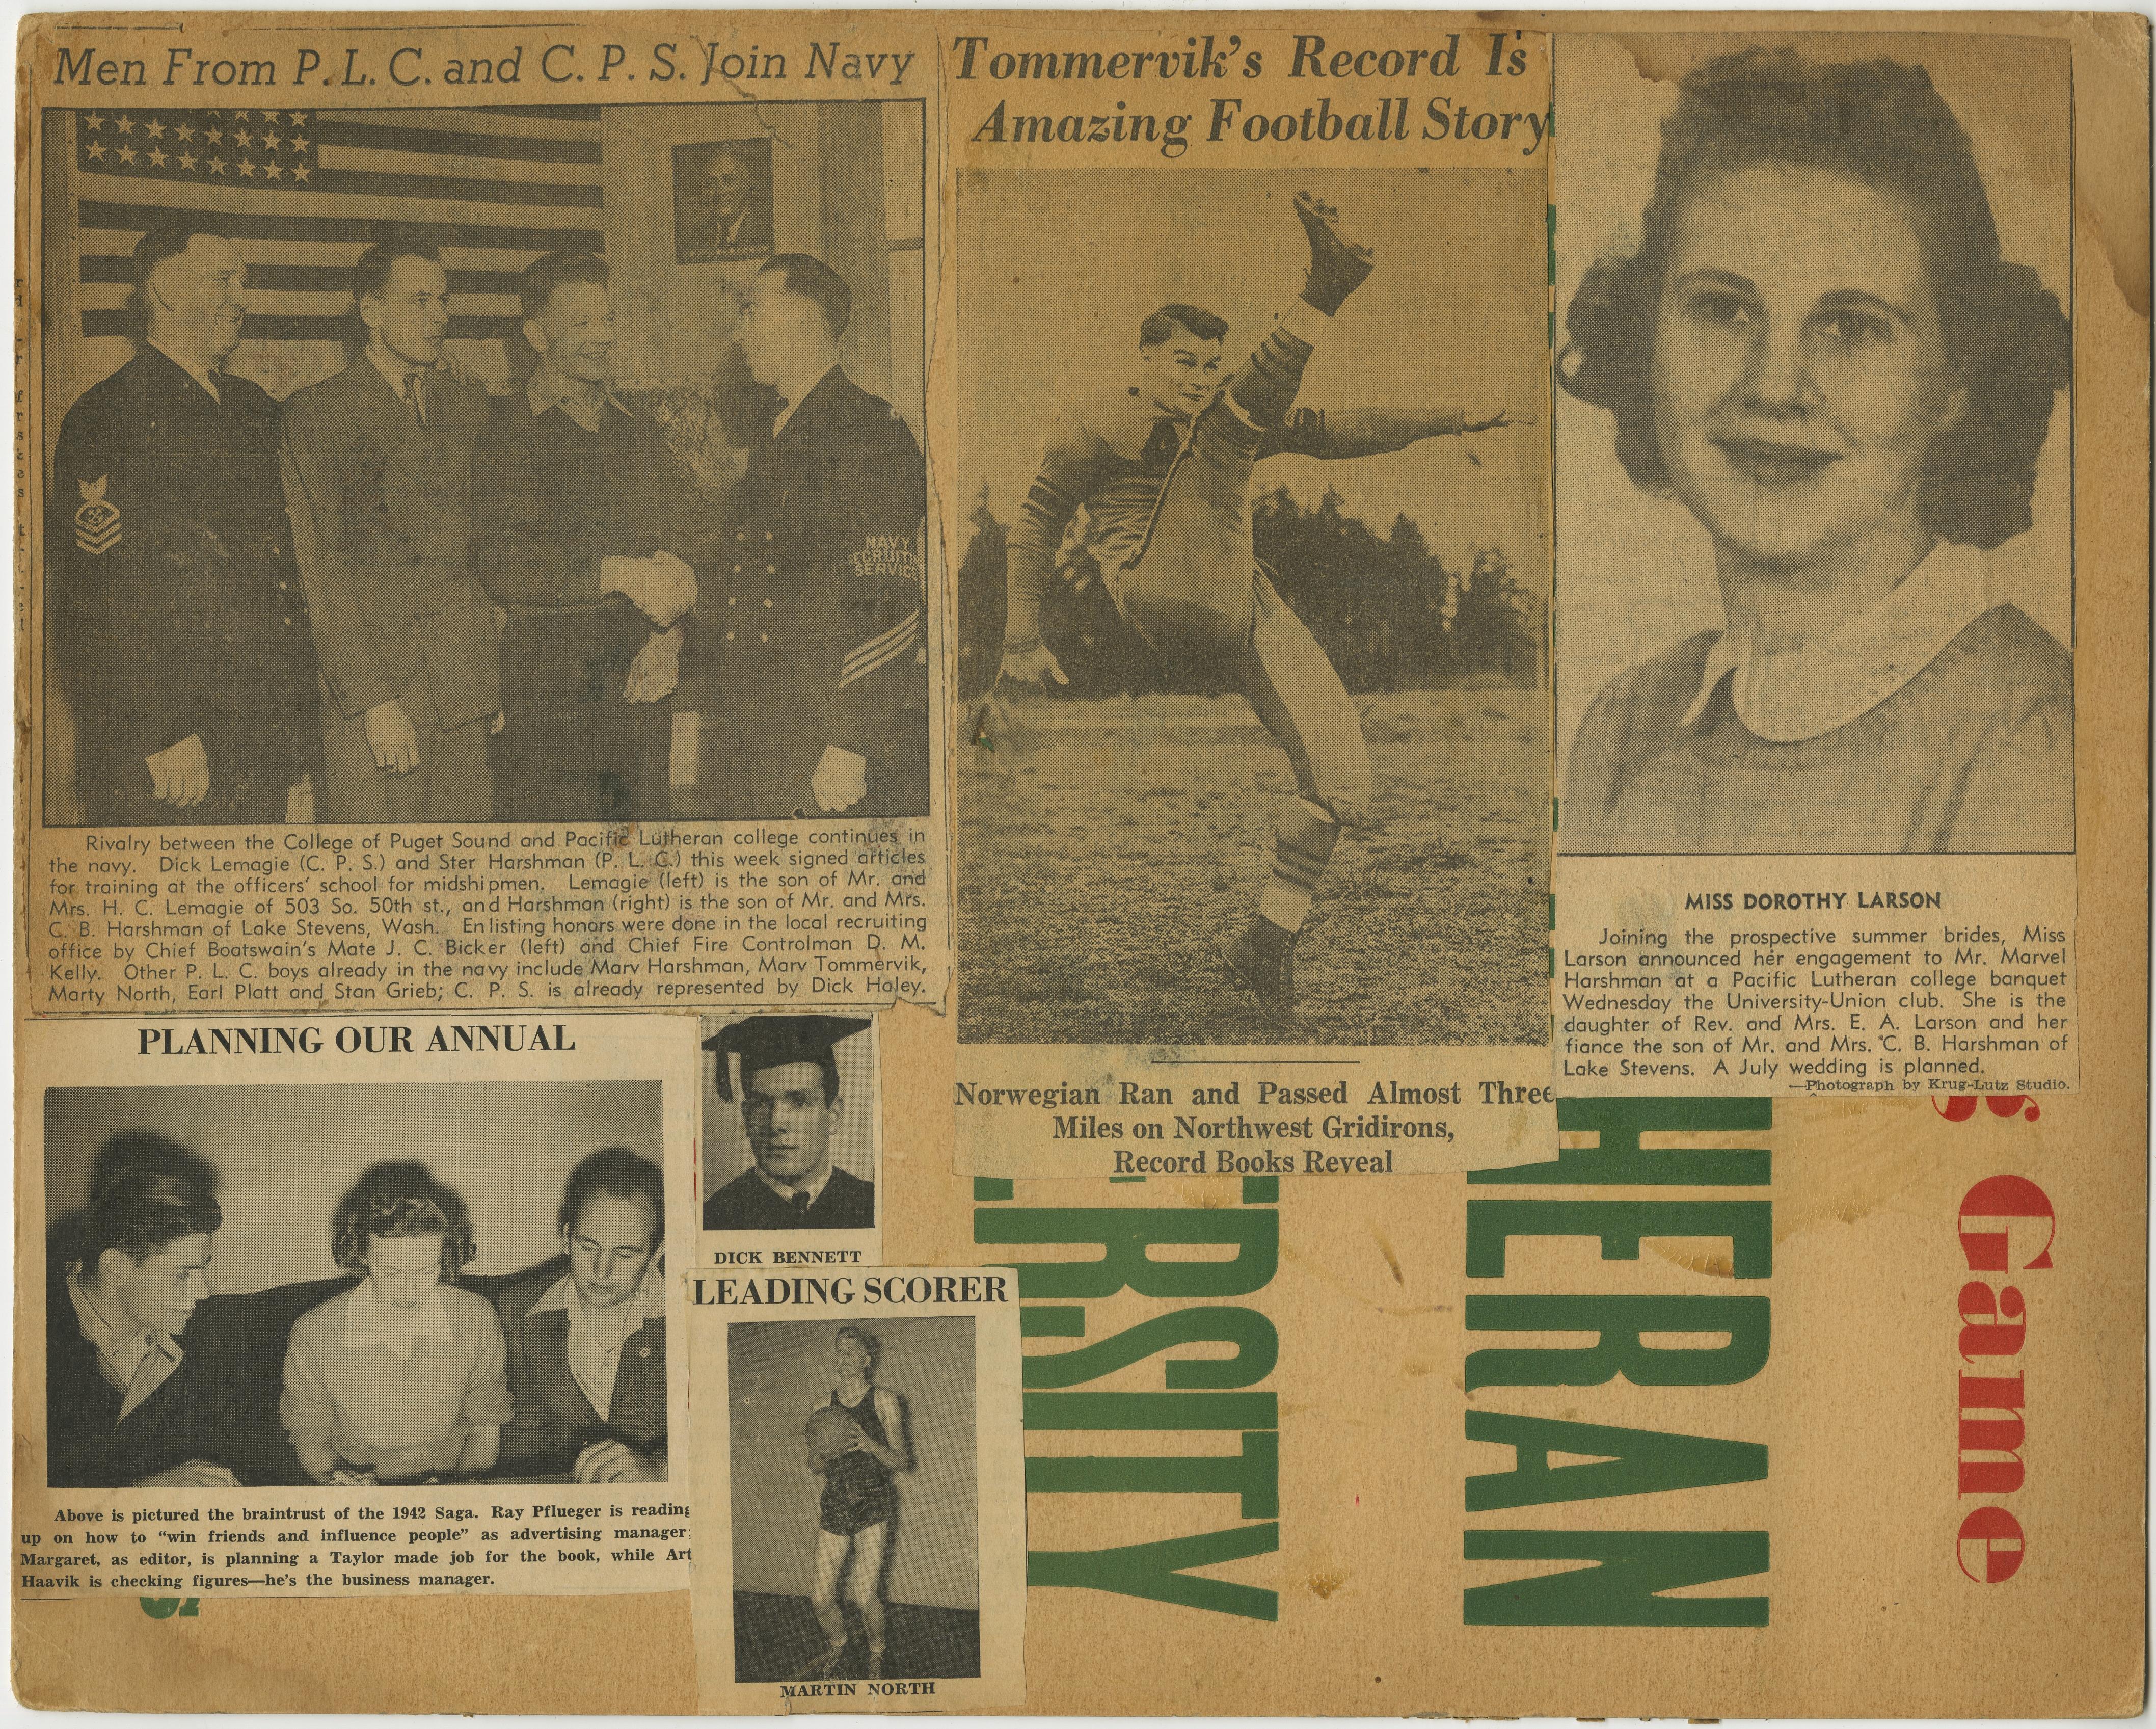 Men From P. L. C. and C. P. S. Join Navy
NAVY
RECRUITI
SERVICE
Rivalry between the College of Puget Sound and Pacific Lutheran college continues in
the navy. Dick Lemagie (C. P. S.) and Ster Harshman (P. L. C.) this week signed articles
for training at the officers' school for midshipmen. Lemagie (left) is the son of Mr. and
Mrs. H. C. Lemagie of 503 So. 50th st., and Harshman (right) is the son of Mr. and Mrs.
C. B. Harshman of Lake Stevens, Wash. Enlisting honors were done in the local recruiting
office by Chief Boatswain's Mate J. C. Bicker (left) and Chief Fire Controlman D. M.
Kelly. Other P. L. C. boys already in the navy include Marv Harshman, Marv Tommervik,
Marty North, Earl Platt and Stan Grieb; C. P. S. is already represented by Dick Haley.
Tommervik's Record Is
Amazing Football Story
Norwegian Ran and Passed Almost Three
Miles on Northwest Gridirons,
Record Books Reveal
MISS DOROTHY LARSON
Joining the prospective summer brides, Miss
Larson announced her engagement to Mr. Marvel
Harshman at a Pacific Lutheran college banquet
Wednesday the University-Union club. She is the
daughter of Rev. and Mrs. E. A. Larson and her
fiance the son of Mr. and Mrs. C. B. Harshman of
Lake Stevens. A July wedding is planned.
—Photograph by Krug-Lutz Studio.
PLANNING OUR ANNUAL
Above is pictured the braintrust of the 1942 Saga. Ray Pflueger is reading
up on how to "win friends and influence people" as advertising manager;
Margaret, as editor, is planning a Taylor made job for the book, while Art
Haavik is checking figures—he's the business manager.
DICK BENNETT
LEADING SCORER
MARTIN NORTH
Game
HERAN
ERSITY